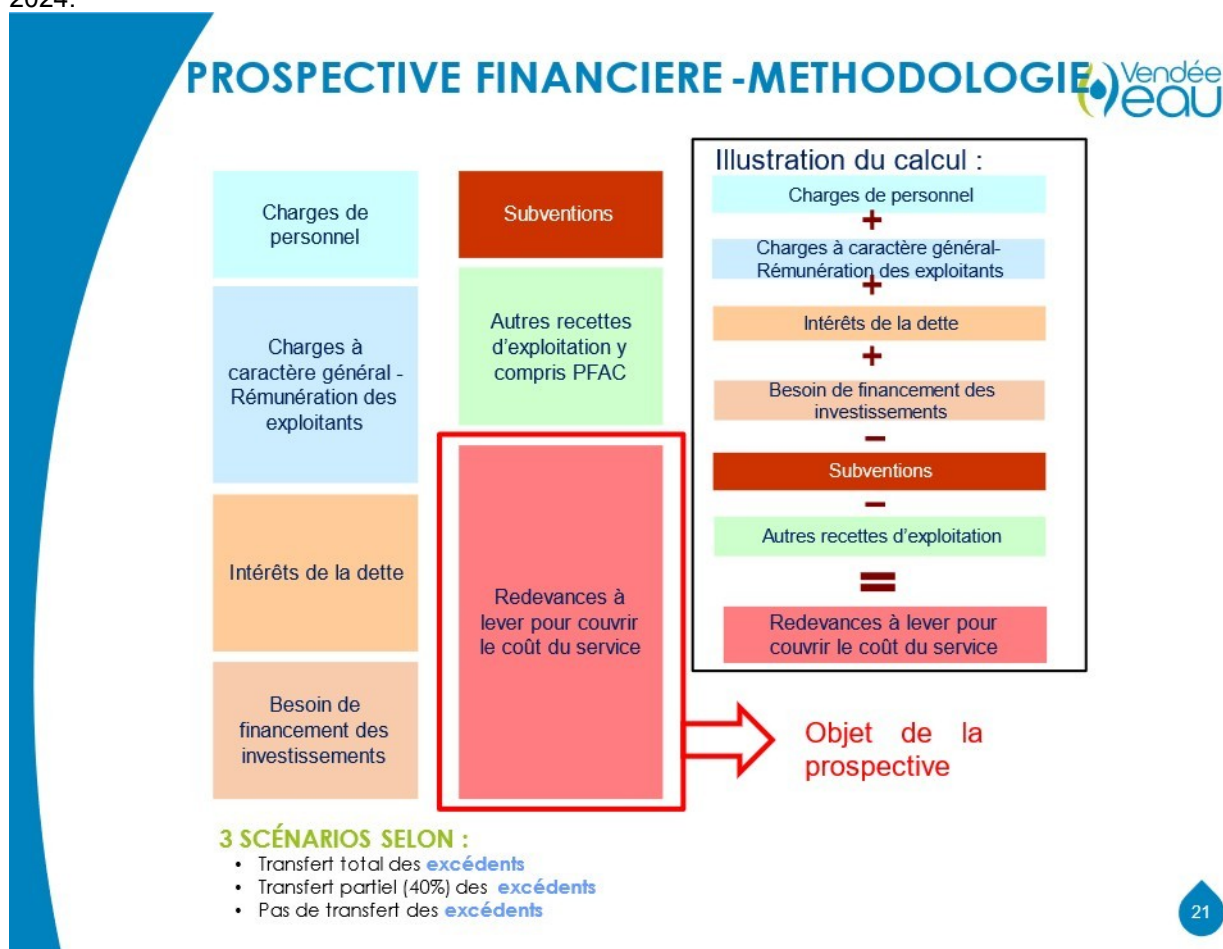 2024.
PROSPECTIVE FINANCIERE -METHODOLOGIE
Vendée
eau
Charges de
personnel
Charges à
caractère général -
Rémunération des
exploitants
Intérêts de la dette
Besoin de
financement des
investissements
Subventions
Autres recettes
d'exploitation y
compris PFAC
Redevances à
lever pour couvrir
le coût du service
Illustration du calcul :
Charges de personnel
+
Charges à caractère général-
Rémunération des exploitants
+
Intérêts de la dette
+
Besoin de financement des
investissements
–
Subventions
–
Autres recettes d'exploitation
=
Redevances à lever pour
couvrir le coût du service
Objet de la
prospective
3 SCÉNARIOS SELON :
• Transfert total des excédents
• Transfert partiel (40%) des excédents
• Pas de transfert des excédents
21